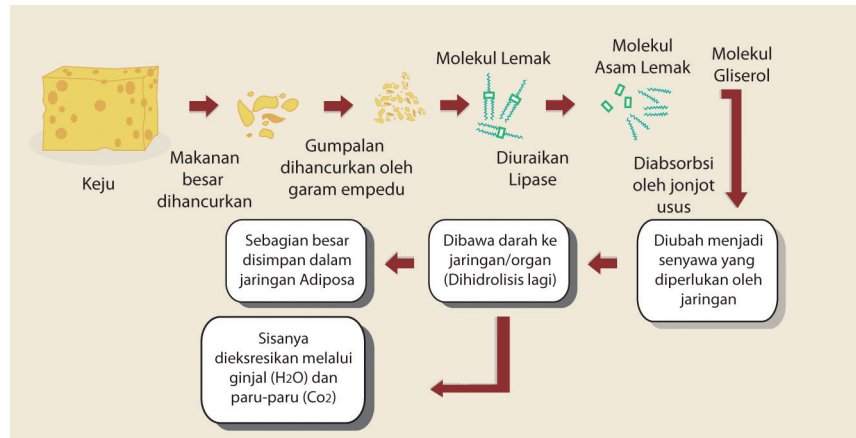 Keju
Makanan
besar
dihancurkan
Gumpalan
dihancurkan oleh
garam empedu
Molekul Lemak
Diuraikan
Lipase
Molekul
Asam Lemak
Molekul
Gliserol
Diabsorbsi
oleh jonjot
usus
Diubah menjadi
senyawa yang
diperlukan oleh
jaringan
Dibawa darah ke
jaringan/organ
(Dihidrolisis lagi)
Sebagian besar
disimpan dalam
jaringan Adiposa
Sisanya
dieksresikan melalui
ginjal (H2O) dan
paru-paru (Co2)